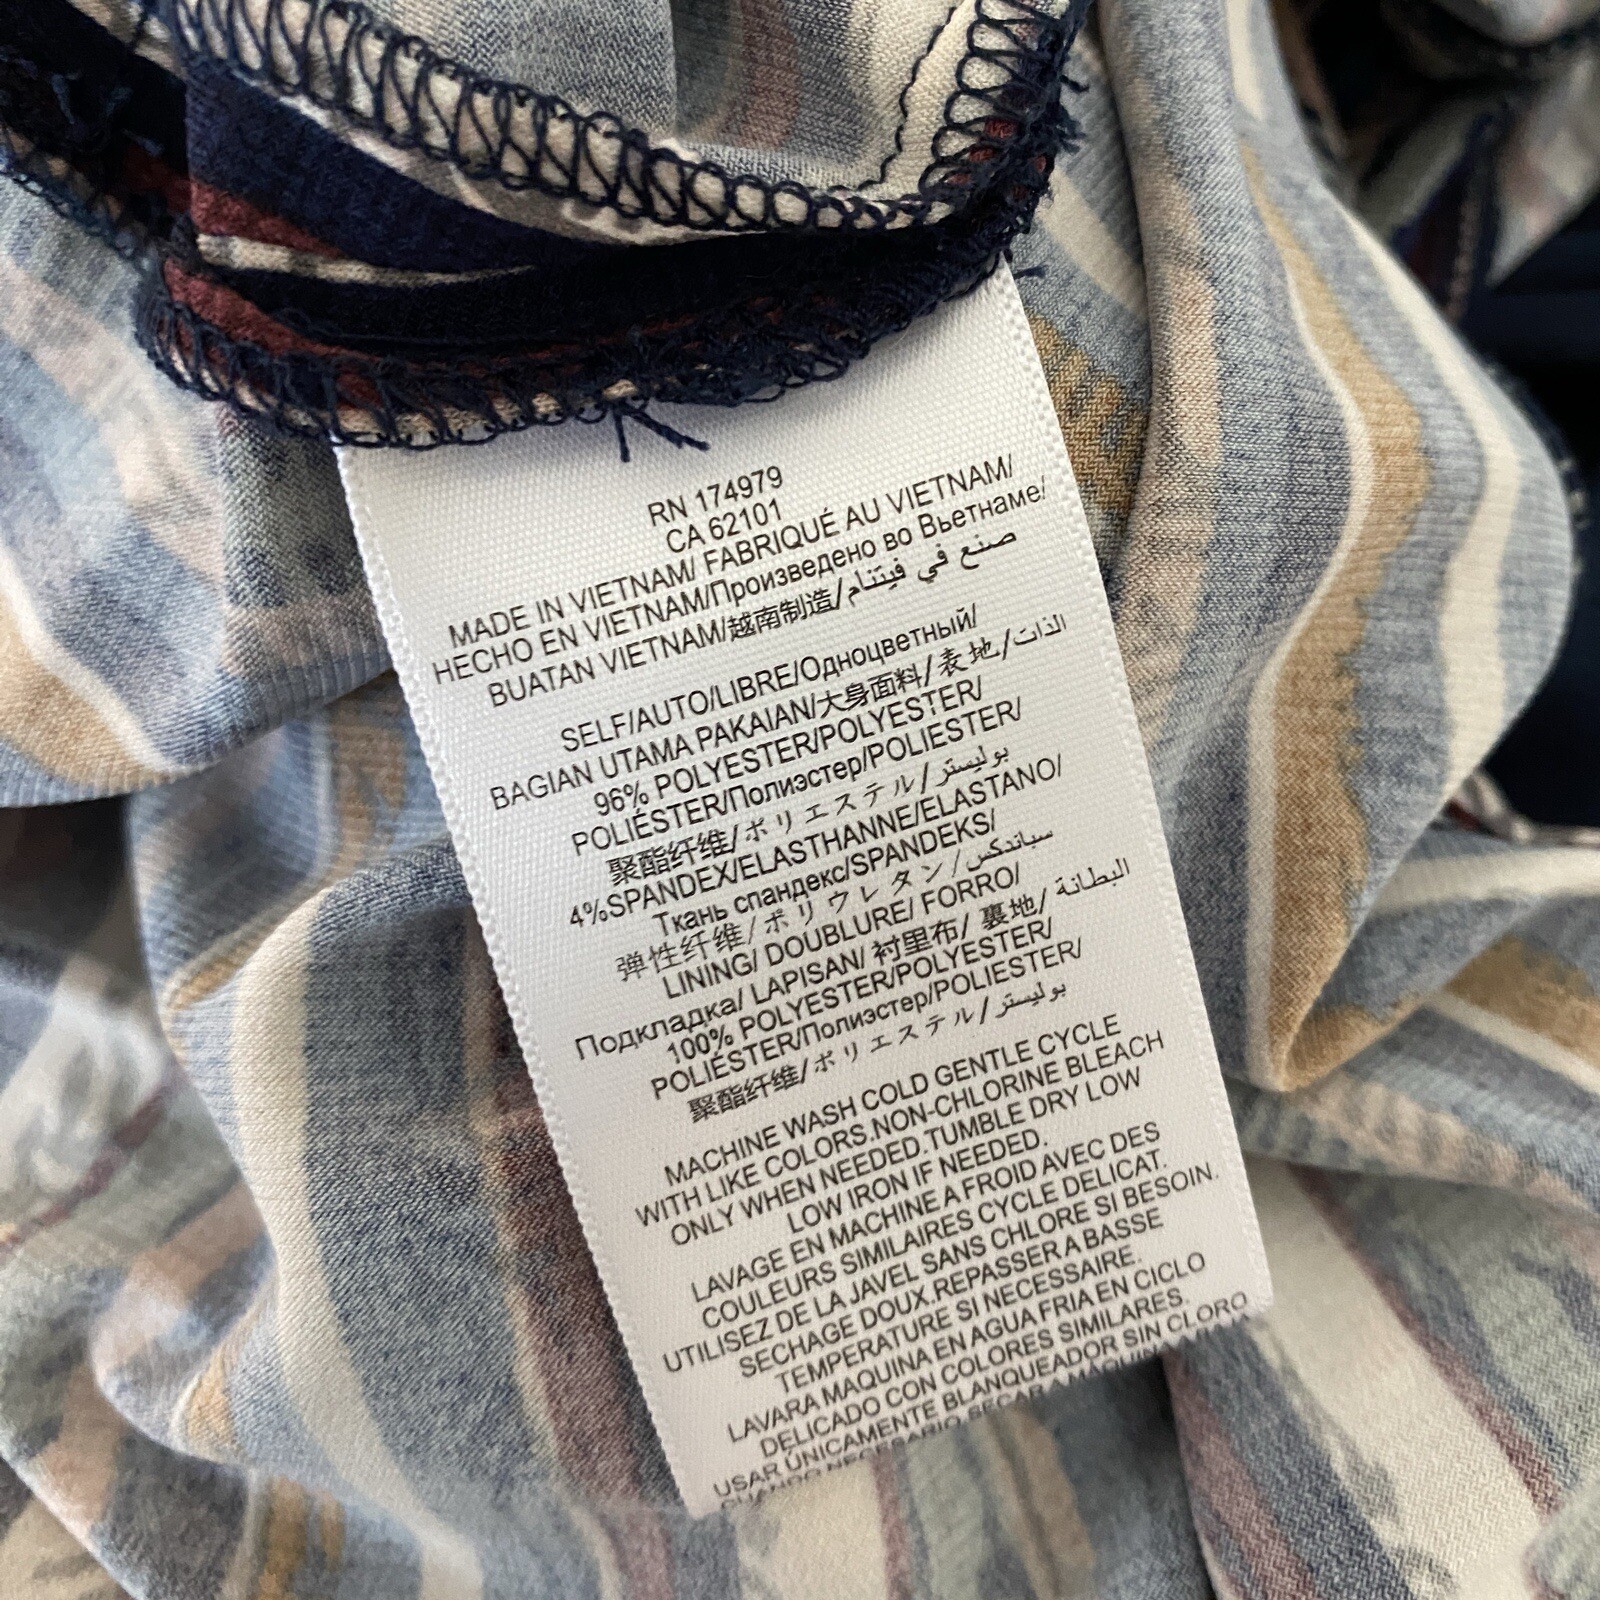 RN 174979
CA 62101
MADE IN VIETNAM/ FABRIQUÉ AU VIETNAM/
HECHO EN VIETNAM/Произведено во Вьетнаме/
BUATAN VIETNAM/越南制造/صنع في فيتنام
SELF/AUTO/LIBRE/Одноцветный/
BAGIAN UTAMA PAKAIAN/大身面料/表地/الذات
96% POLYESTER/POLYESTER/
POLIÉSTER/Полиэстер/POLIESTER/
聚酯纤维/ポリエステル/بوليستر
4%SPANDEX/ELASTHANNE/ELASTANO/
Ткань спандекс/SPANDEKS/
弹性纤维/ポリウレタン/سباندكس
LINING/ DOUBLURE/ FORRO/
Подкладка/ LAPISAN/ 衬里布/ 裏地/ البطانة
100% POLYESTER/POLYESTER/
POLIÉSTER/Полиэстер/POLIESTER/
聚酯纤维/ポリエステル/بوليستر
MACHINE WASH COLD GENTLE CYCLE
WITH LIKE COLORS.NON-CHLORINE BLEACH
ONLY WHEN NEEDED.TUMBLE DRY LOW
LOW IRON IF NEEDED.
LAVAGE EN MACHINE A FROID AVEC DES
COULEURS SIMILAIRES CYCLE DELICAT.
UTILISEZ DE LA JAVEL SANS CHLORE SI BESOIN.
SECHAGE DOUX.REPASSER A BASSE
TEMPERATURE SI NECESSAIRE.
LAVARA MAQUINA EN AGUA FRIA EN CICLO
DELICADO CON COLORES SIMILARES.
USAR ÚNICAMENTE BLANQUEADOR SIN CLORO
CUANDO NECESARIO SECAR A MAQUINA